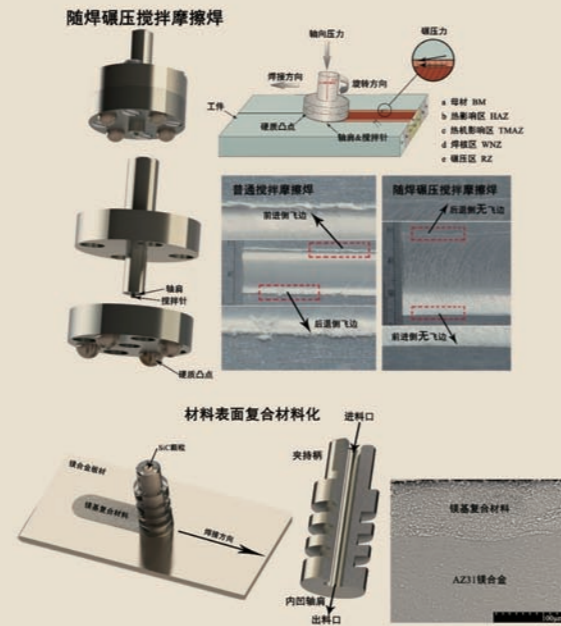 随焊碾压搅拌摩擦焊
轴向压力
碾压力
焊接方向
旋转方向
工件
硬质凸点
轴肩&搅拌针
a 母材 BM
b 热影响区 HAZ
c 热机影响区 TMAZ
d 焊核区 WNZ
e 碾压区 RZ
轴肩
搅拌针
硬质凸点
普通搅拌摩擦焊
前进侧飞边
后退侧飞边
随焊碾压搅拌摩擦焊
后退侧无飞边
前进侧无飞边
材料表面复合材料化
SiC颗粒
镁合金板材
镁基复合材料
焊接方向
进料口
夹持柄
内凹轴肩
出料口
镁基复合材料
AZ31镁合金
100μm